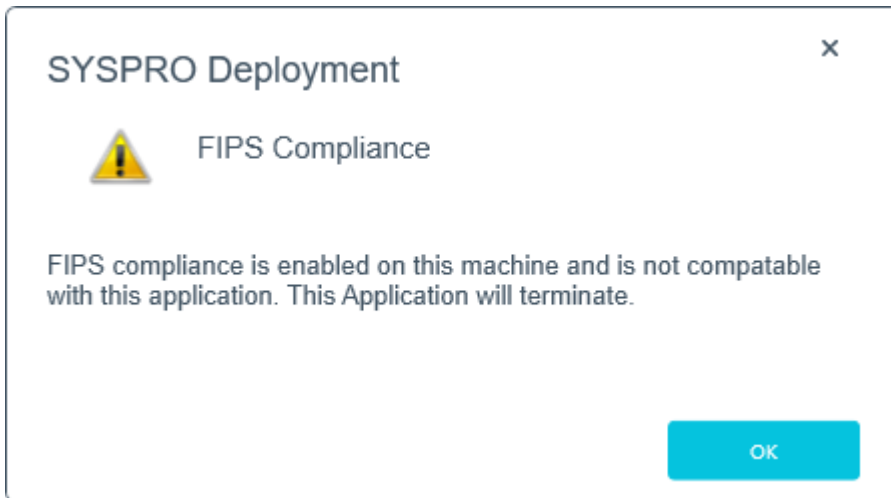 SYSPRO Deployment
FIPS Compliance
FIPS compliance is enabled on this machine and is not compatable
with this application. This Application will terminate.
OK